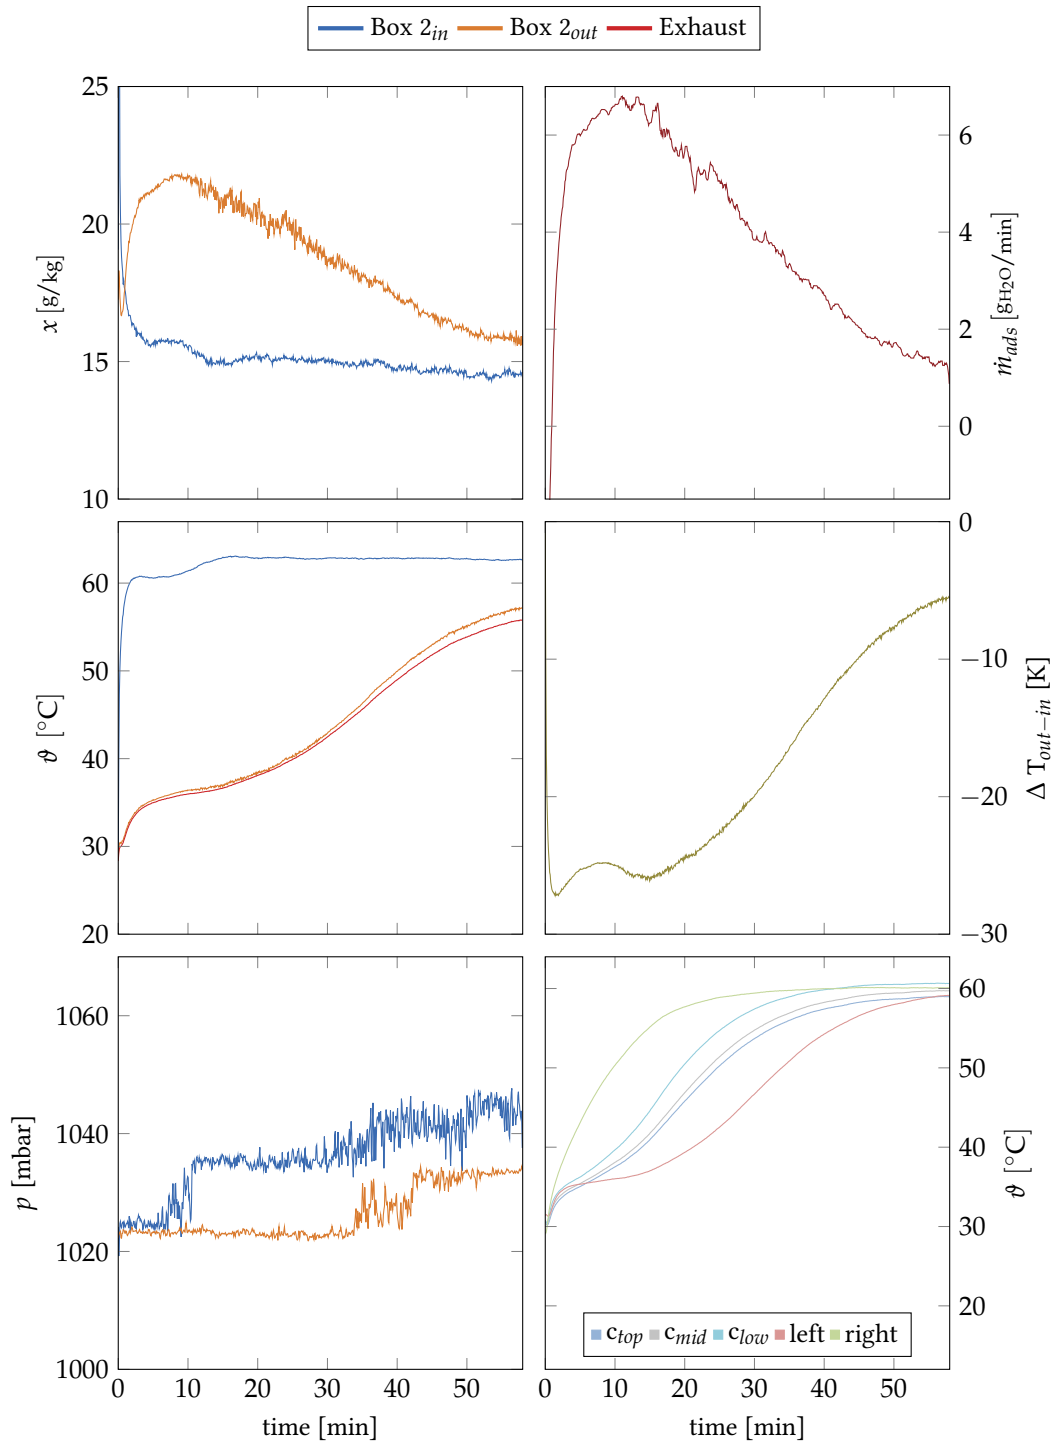 Box 2in Box 2out Exhaust
25
20
15
10
x [g/kg]
6
4
2
0
ṁads [gH2O/min]
60
50
40
30
20
ϑ [°C]
0
−10
−20
−30
Δ Tout−in [K]
1060
1040
1020
1000
p [mbar]
0 10 20 30 40 50
time [min]
60
50
40
30
20
ϑ [°C]
ctop cmid clow left right
0 10 20 30 40 50
time [min]